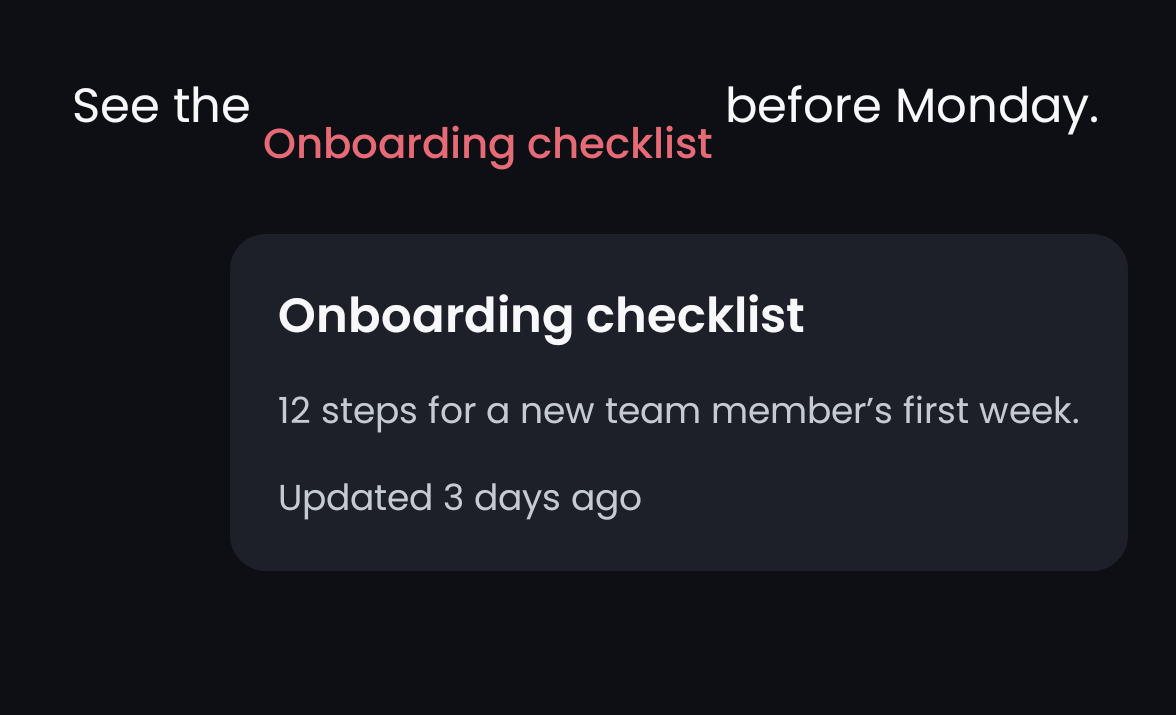 See the Onboarding checklist before Monday.
Onboarding checklist
12 steps for a new team member’s first week.
Updated 3 days ago